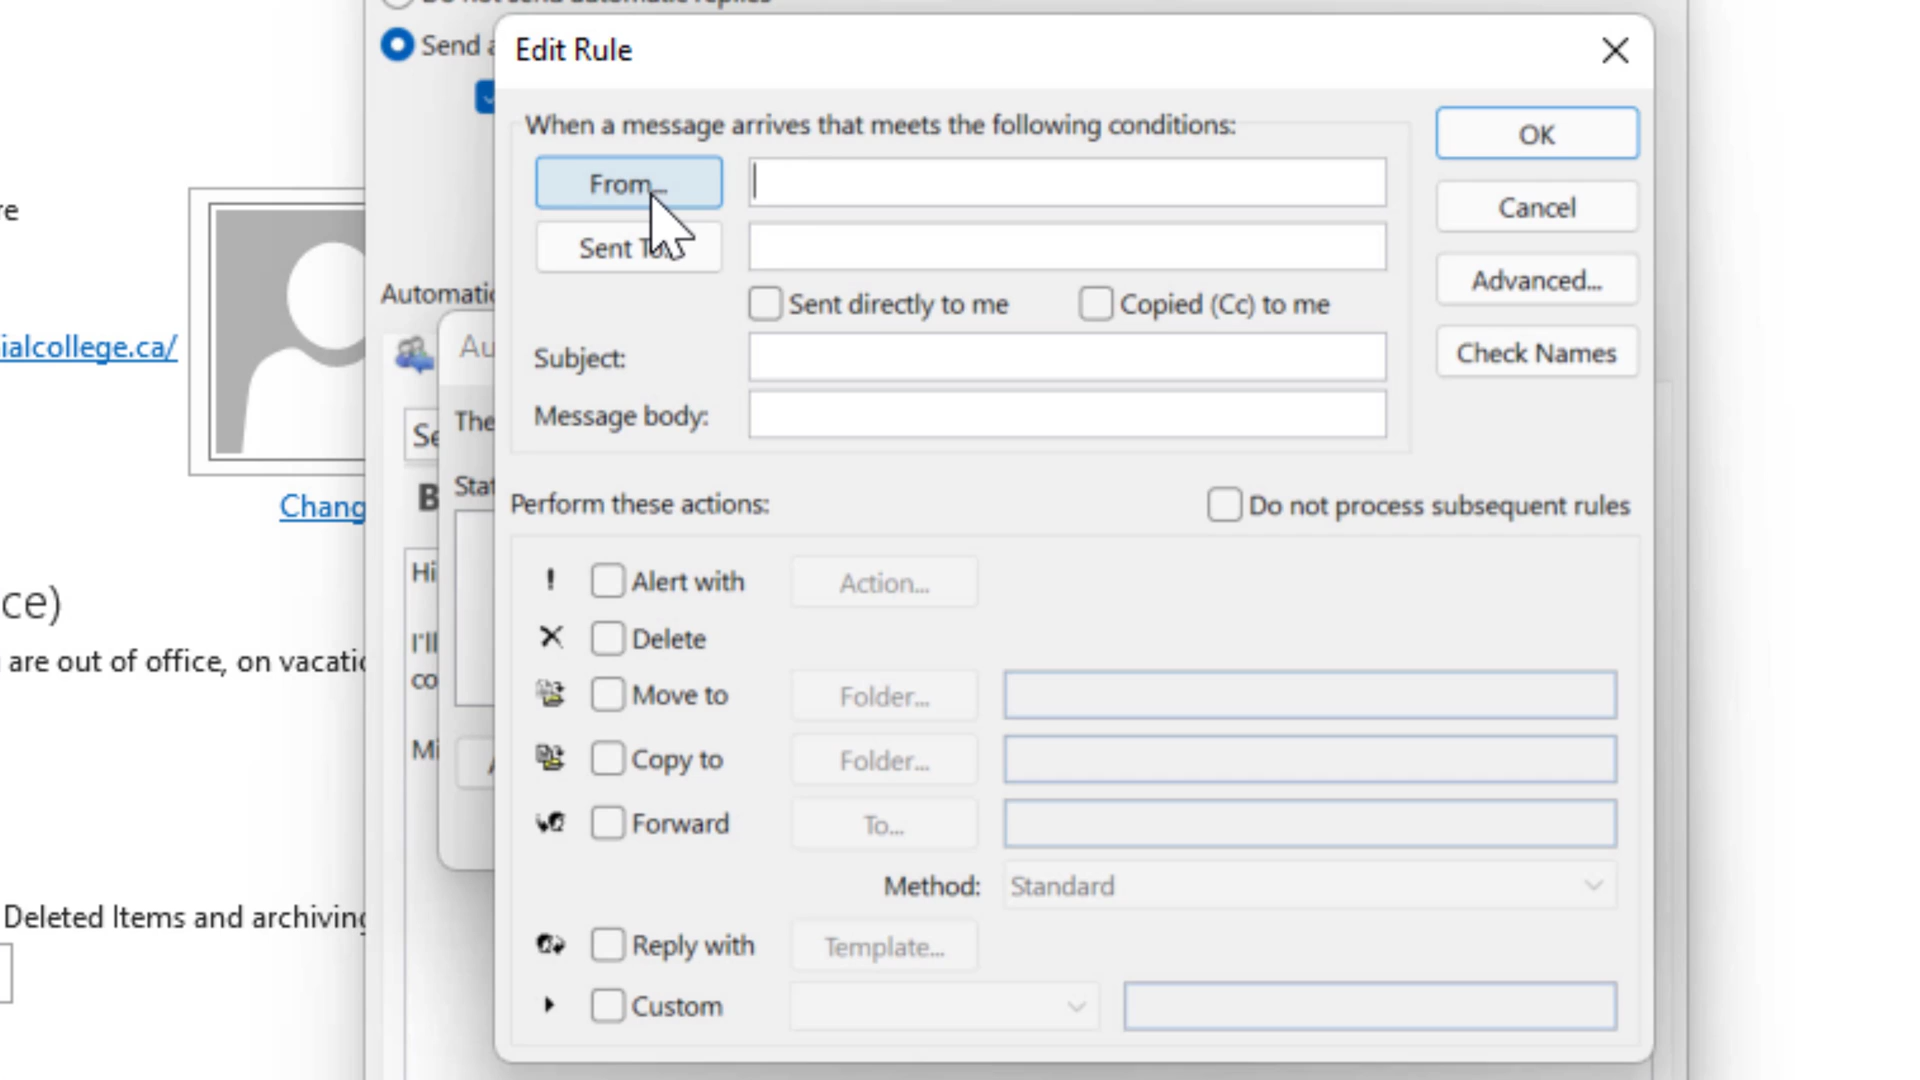 Send a
Edit Rule
When a message arrives that meets the following conditions:
OK
From...
re
Cancel
Sent To...
Advanced...
Automatic
Sent directly to me
Copied (Cc) to me
ialcollege.ca/
Au
Subject:
Check Names
The
Message body:
Se
B
Stat
Change
Perform these actions:
Do not process subsequent rules
Hi
! Alert with
Action...
Delete
ce)
I'll
are out of office, on vacatio
co
Move to
Folder...
Mi
Copy to
Folder...
Forward
To...
Method:
Standard
Deleted Items and archiving
Reply with
Template...
Custom